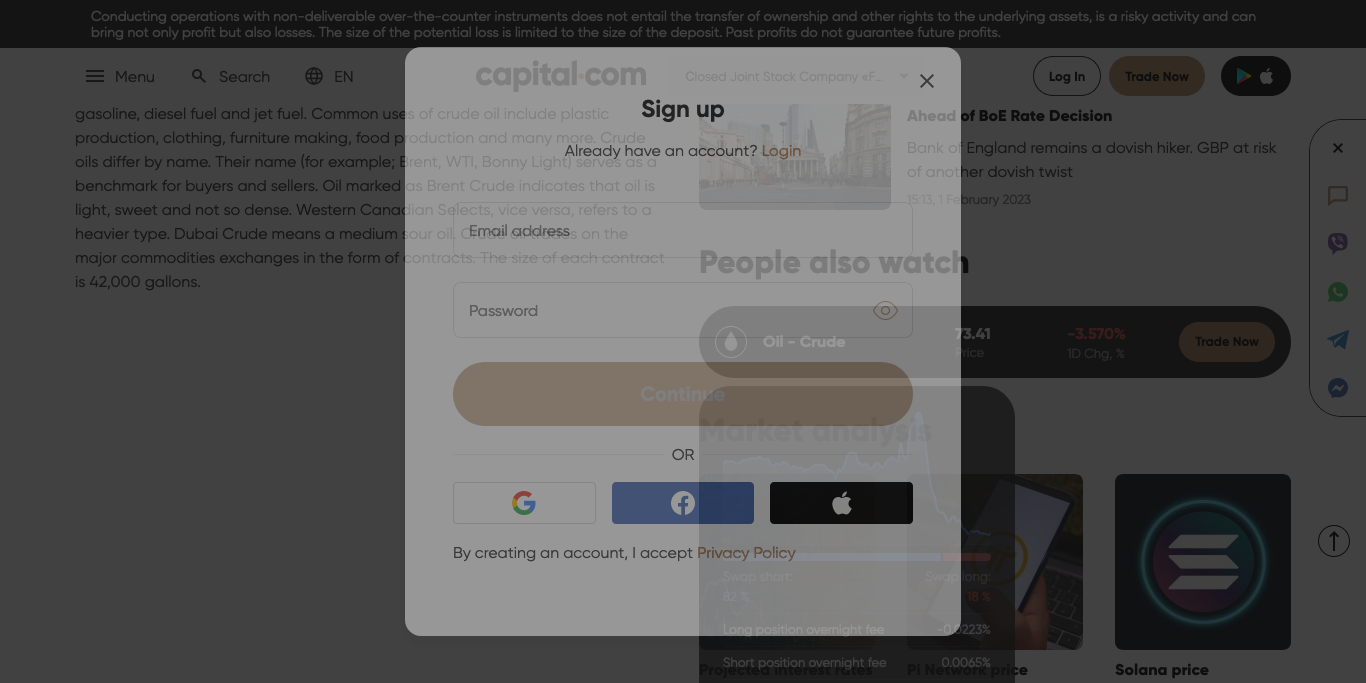 Conducting operations with non-deliverable over-the-counter instruments does not entail the transfer of ownership and other rights to the underlying assets, is a risky activity and can
bring not only profit but also losses. The size of the potential loss is limited to the size of the deposit. Past profits do not guarantee future profits.
Menu
Search
EN
capital.com
Closed Joint Stock Company «F...
Log In
Trade Now
gasoline, diesel fuel and jet fuel. Common uses of crude oil include plastic
production, clothing, furniture making, food production and many more. Crude
oils differ by name. Their name (for example; Brent, WTI, Bonny Light) serves as a
benchmark for buyers and sellers. Oil marked as Brent Crude indicates that oil is
light, sweet and not so dense. Western Canadian Selects, vice versa, refers to a
heavier type. Dubai Crude means a medium sour oil. Crude oil trades on the
major commodities exchanges in the form of contracts. The size of each contract
is 42,000 gallons.
Sign up
Already have an account? Login
Email address
Password
Continue
OR
By creating an account, I accept Privacy Policy
Ahead of BoE Rate Decision
Bank of England remains a dovish hiker. GBP at risk
of another dovish twist
15:13, 1 February 2023
People also watch
Oil - Crude
73.41
Price
-3.570%
1D Chg, %
Trade Now
Market analysis
Swap short:
Swap long:
82 %
18 %
Long position overnight fee
-0.0223%
Short position overnight fee
0.0065%
Projected interest rates
Pi Network price
Solana price